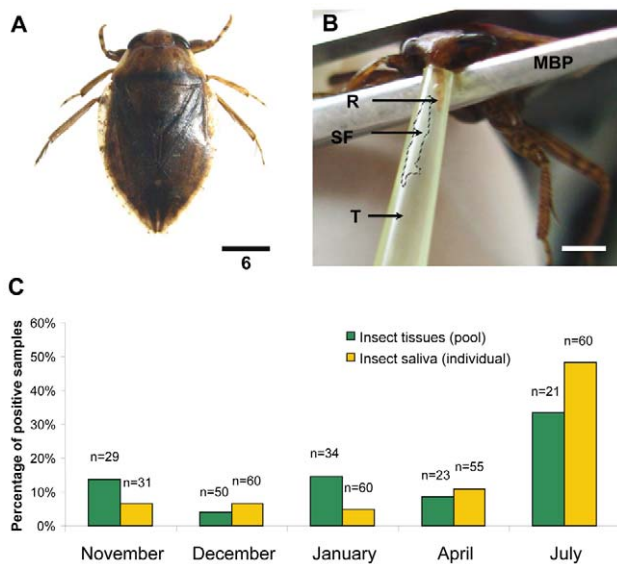 A
6
B
MBP
R
SF
T
C
Percentage of positive samples
60%
50%
40%
30%
20%
10%
0%
Insect tissues (pool)
Insect saliva (individual)
n=29
n=31
n=50
n=60
n=34
n=60
n=23
n=55
n=21
n=60
November December January April July